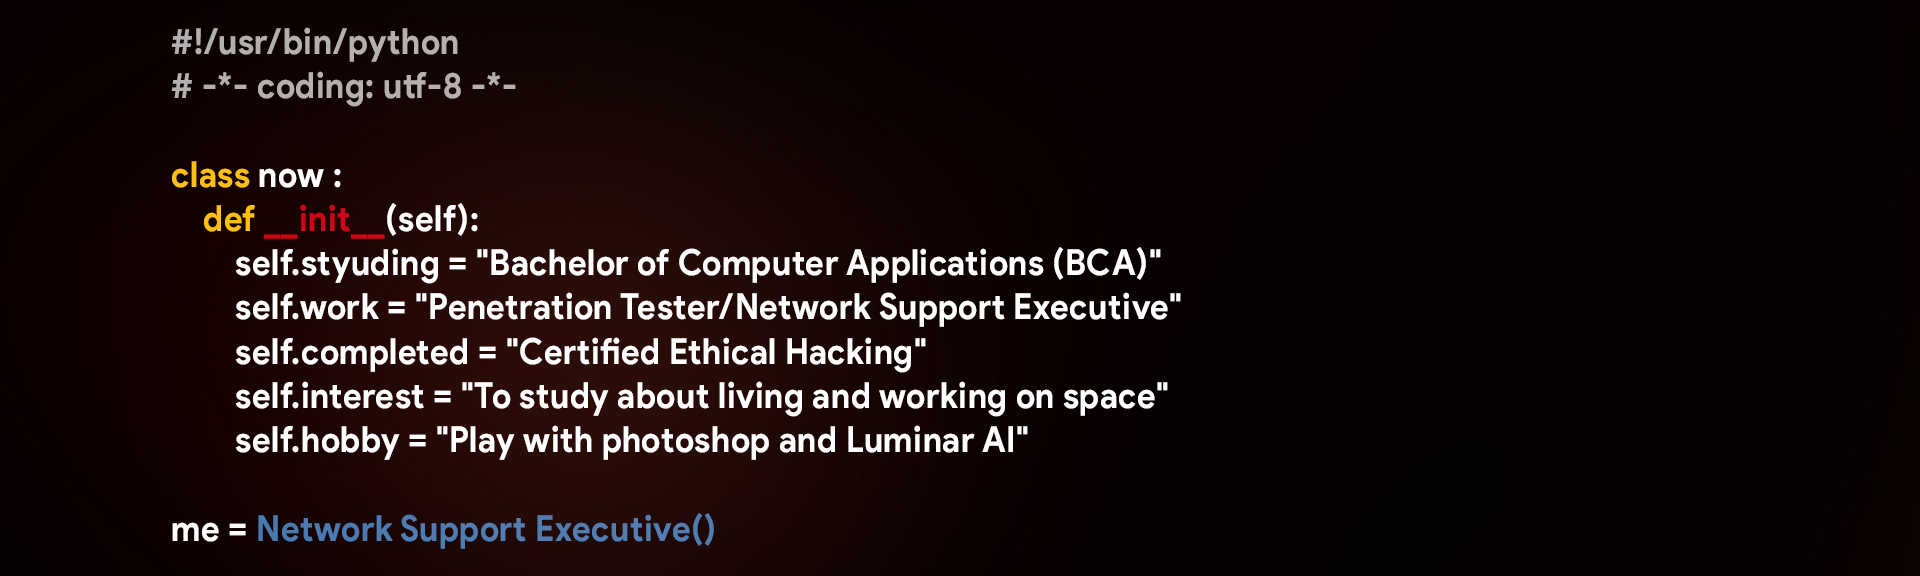 #!/usr/bin/python
# -*- coding: utf-8 -*-
class now :
def __init__(self):
self.styuding = "Bachelor of Computer Applications (BCA)"
self.work = "Penetration Tester/Network Support Executive"
self.completed = "Certified Ethical Hacking"
self.interest = "To study about living and working on space"
self.hobby = "Play with photoshop and Luminar AI"
me = Network Support Executive()